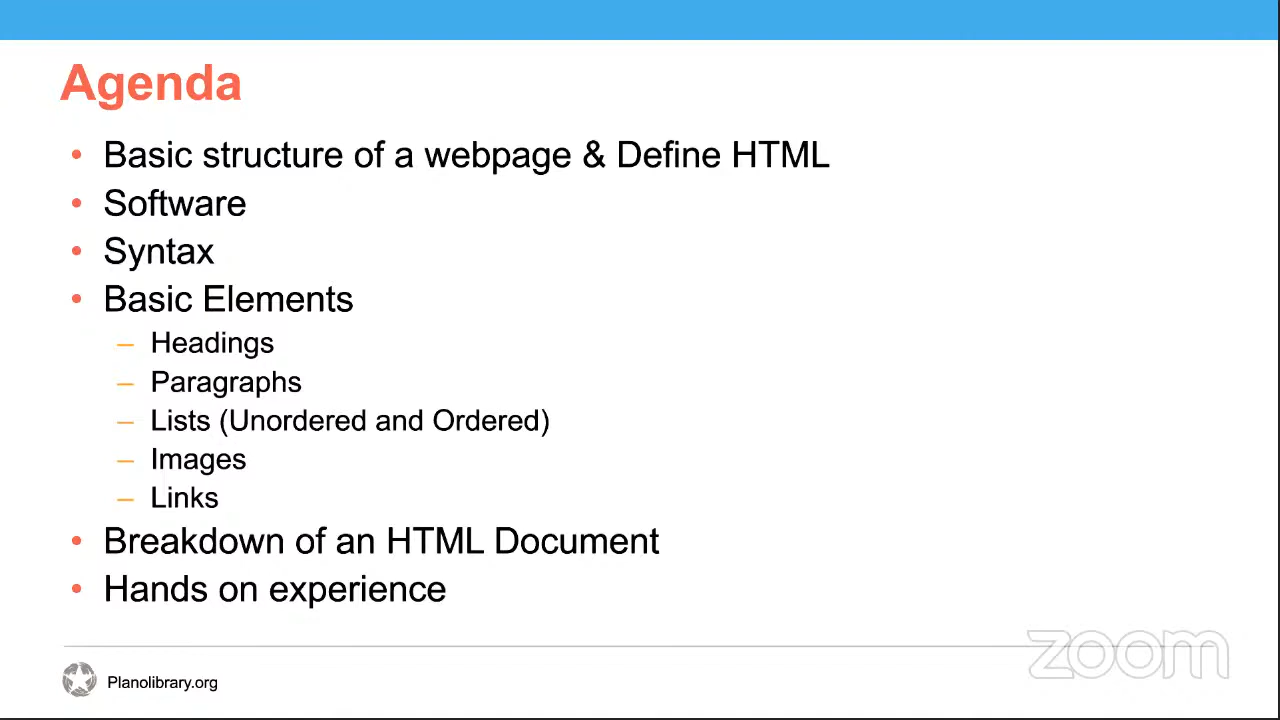 Agenda
• Basic structure of a webpage & Define HTML
• Software
• Syntax
• Basic Elements
– Headings
– Paragraphs
– Lists (Unordered and Ordered)
– Images
– Links
• Breakdown of an HTML Document
• Hands on experience
Planolibrary.org
zoom